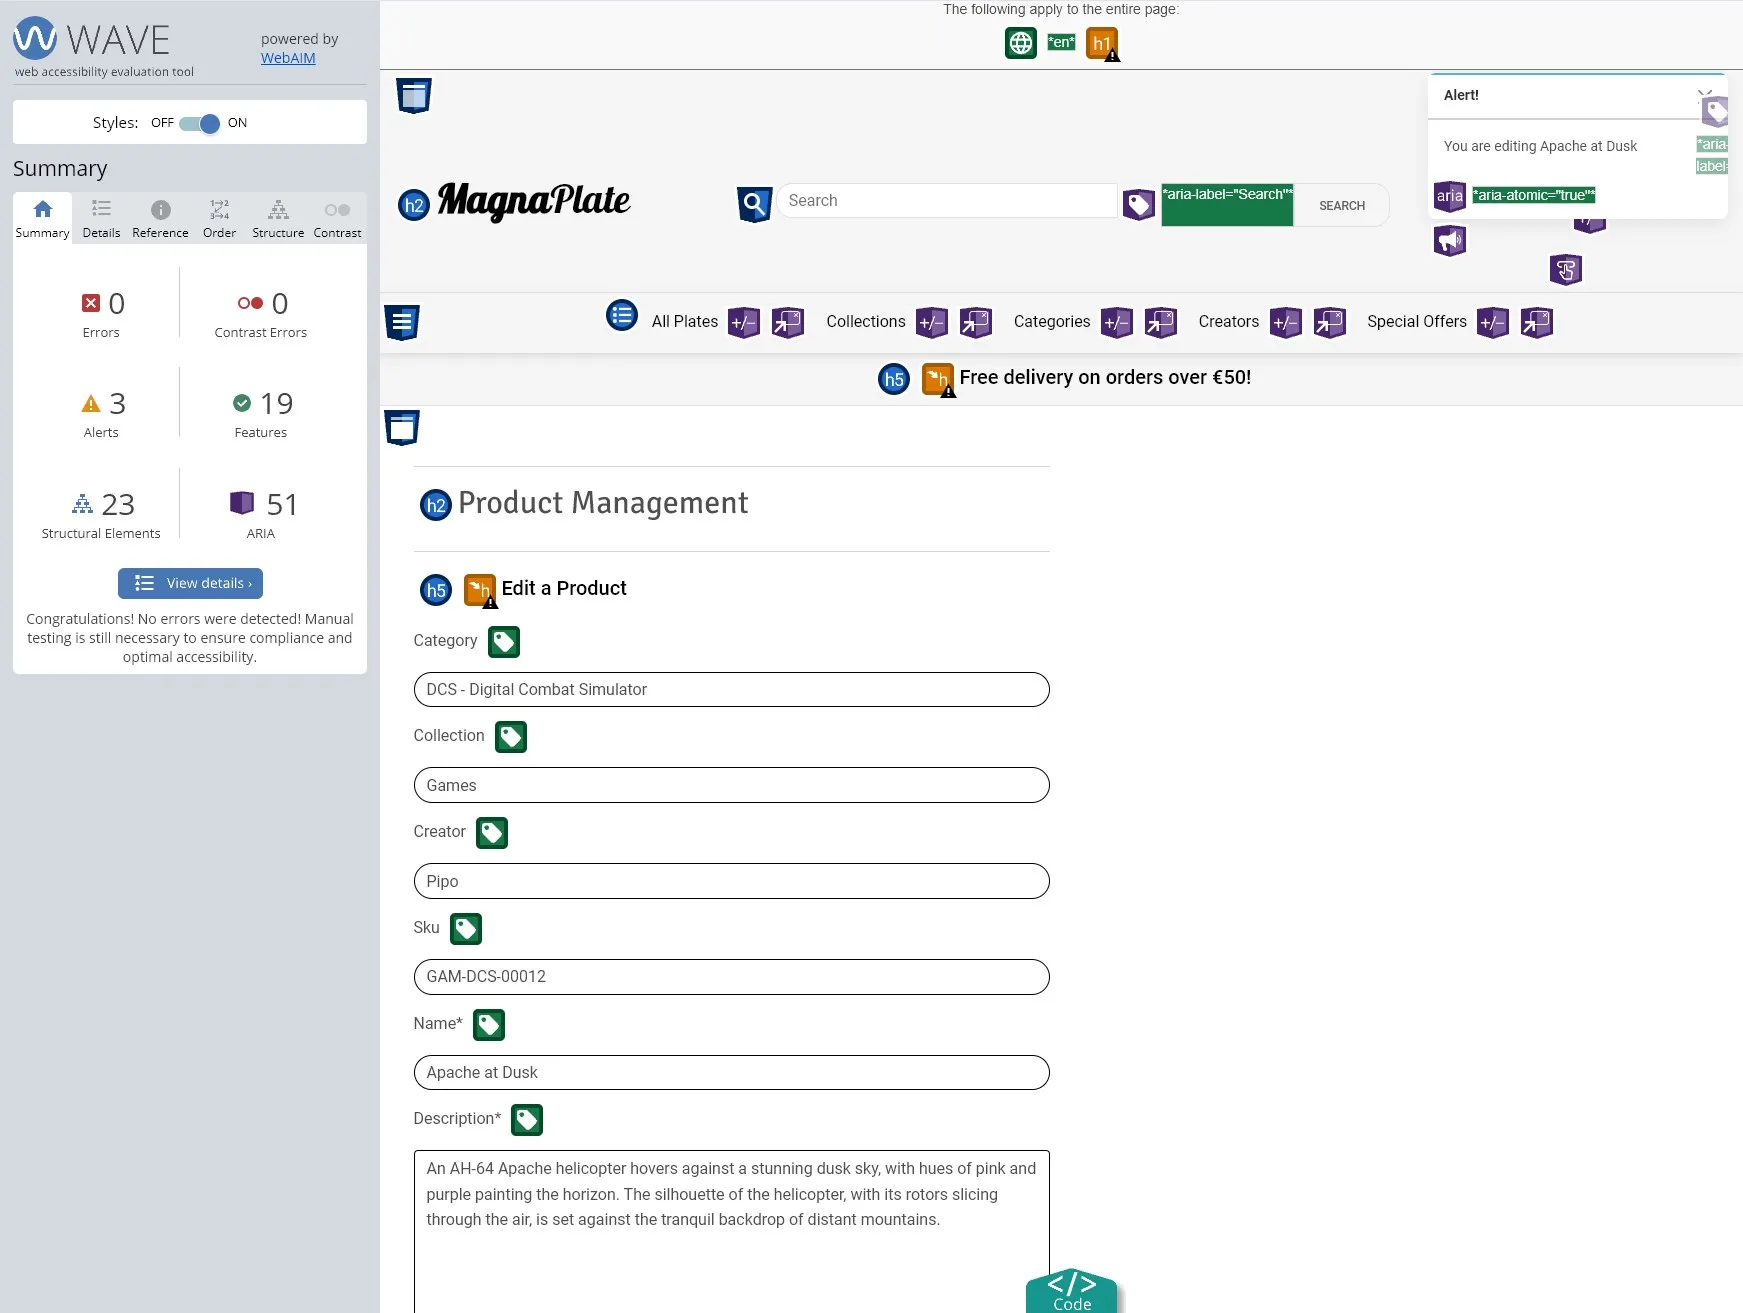 WAVE
web accessibility evaluation tool
powered by
WebAIM
Styles: OFF ON
Summary
Summary Details Reference Order Structure Contrast
0 Errors
0 Contrast Errors
3 Alerts
19 Features
23 Structural Elements
51 ARIA
View details ›
Congratulations! No errors were detected! Manual
testing is still necessary to ensure compliance and
optimal accessibility.
The following apply to the entire page:
*en* h1
Alert!
You are editing Apache at Dusk
*aria-
label=
aria *aria-atomic="true"*
h2 MagnaPlate
Search
*aria-label="Search"*
SEARCH
All Plates +/− Collections +/− Categories +/− Creators +/− Special Offers +/−
h5 h Free delivery on orders over €50!
h2 Product Management
h5 h Edit a Product
Category
DCS - Digital Combat Simulator
Collection
Games
Creator
Pipo
Sku
GAM-DCS-00012
Name*
Apache at Dusk
Description*
An AH-64 Apache helicopter hovers against a stunning dusk sky, with hues of pink and
purple painting the horizon. The silhouette of the helicopter, with its rotors slicing
through the air, is set against the tranquil backdrop of distant mountains.
</>
Code